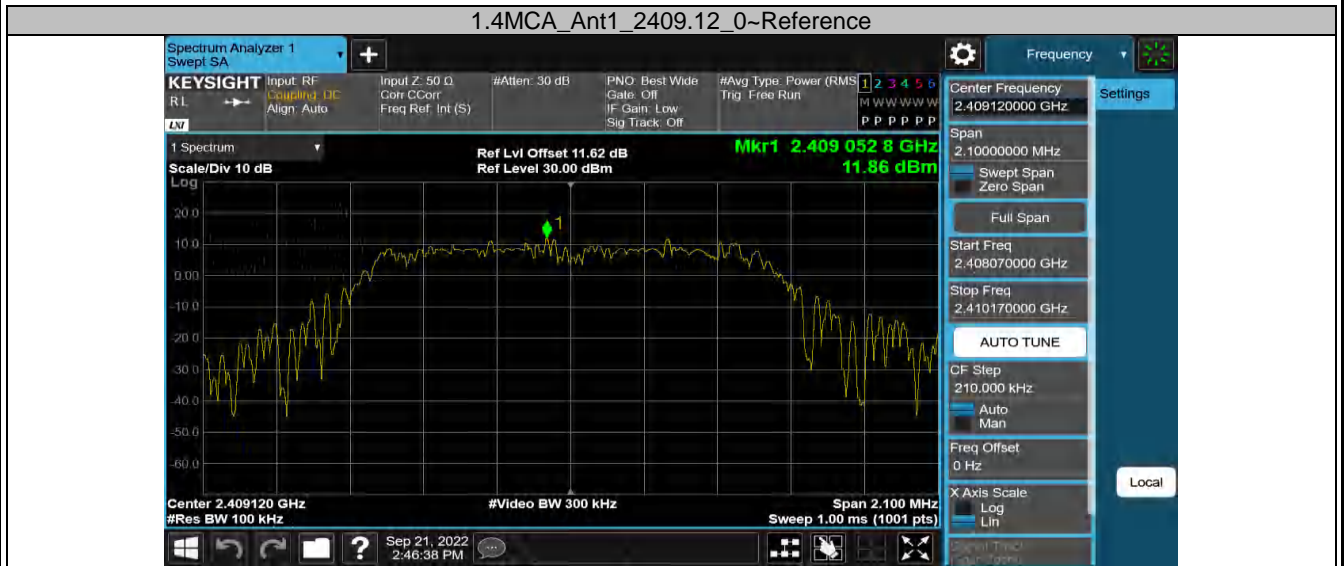 1.4MCA_Ant1_2409.12_0~Reference
Spectrum Analyzer 1
Swept SA
+
Frequency
KEYSIGHT
RL
LXI
Input: RF
Coupling: DC
Align: Auto
Input Z: 50 Ω
Corr CCorr
Freq Ref: Int (S)
#Atten: 30 dB
PNO: Best Wide
Gate: Off
IF Gain: Low
Sig Track: Off
#Avg Type: Power (RMS
Trig: Free Run
1 2 3 4 5 6
M W W W W W
P P P P P P
Center Frequency
2.409120000 GHz
Settings
1 Spectrum
Scale/Div 10 dB
Log
Ref Lvl Offset 11.62 dB
Ref Level 30.00 dBm
Mkr1 2.409 052 8 GHz
11.86 dBm
Span
2.10000000 MHz
Swept Span
Zero Span
Full Span
Start Freq
2.408070000 GHz
Stop Freq
2.410170000 GHz
AUTO TUNE
CF Step
210.000 kHz
Auto
Man
Freq Offset
0 Hz
X Axis Scale
Log
Lin
Local
1
20.0
10.0
0.00
-10.0
-20.0
-30.0
-40.0
-50.0
-60.0
Center 2.409120 GHz
#Res BW 100 kHz
#Video BW 300 kHz
Span 2.100 MHz
Sweep 1.00 ms (1001 pts)
?
Sep 21, 2022
2:46:38 PM